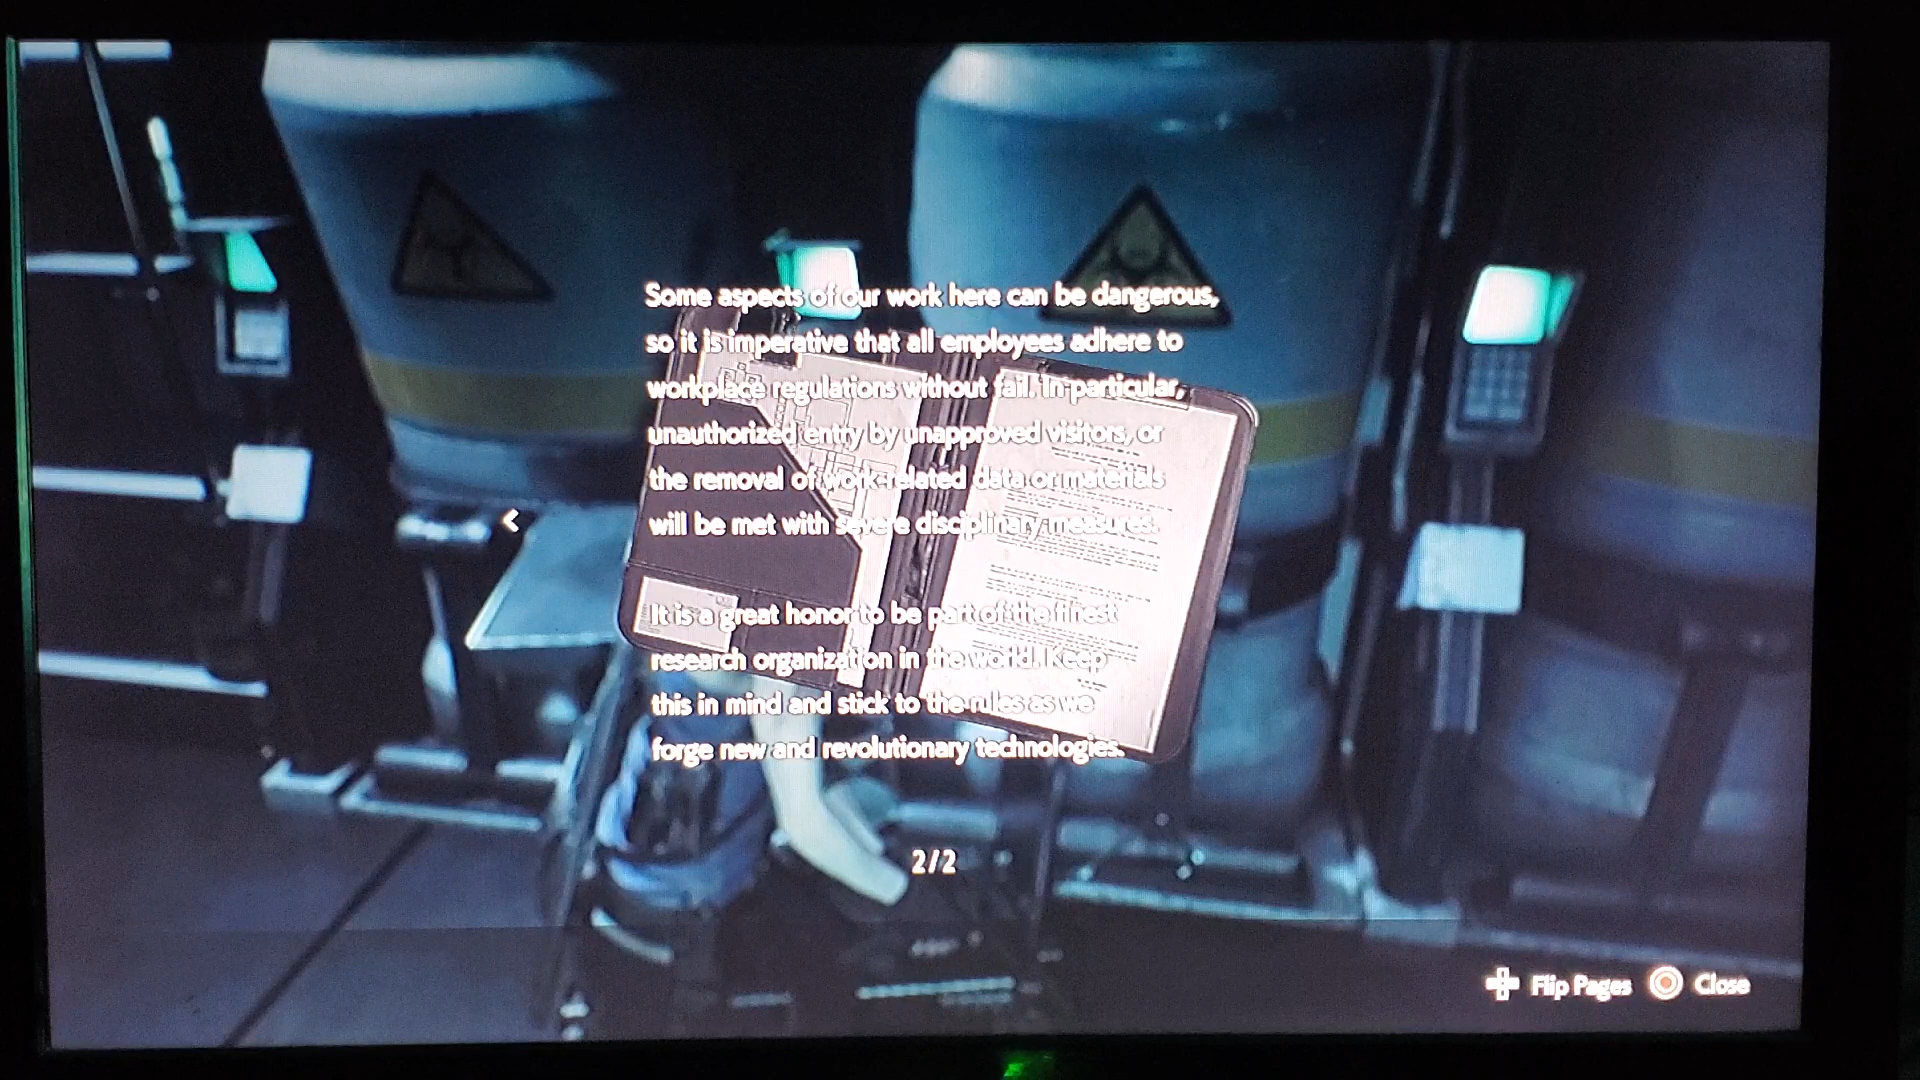 Some aspects of our work here can be dangerous,
so it is imperative that all employees adhere to
workplace regulations without fail. In particular,
unauthorized entry by unapproved visitors, or
the removal of work-related data or materials
will be met with severe disciplinary measures.
It is a great honor to be part of the finest
research organization in the world. Keep
this in mind and stick to the rules as we
forge new and revolutionary technologies.
2/2
Flip Pages Close